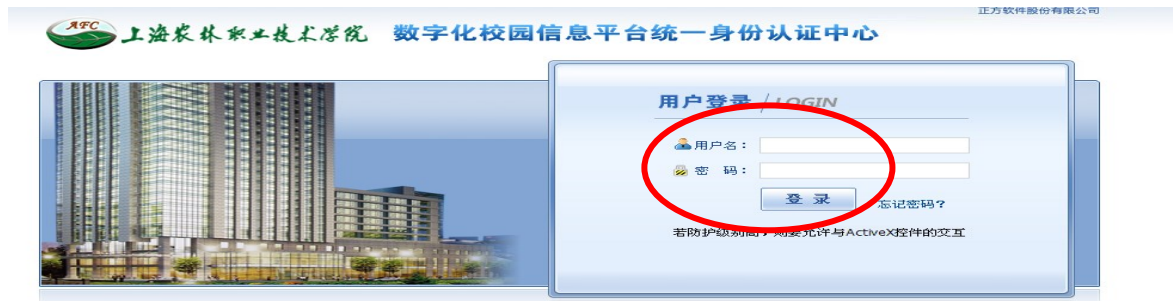 正方软件股份有限公司
AFC
上海农林职业技术学院 数字化校园信息平台统一身份认证中心
用户登录 / LOGIN
用户名：
密 码：
登 录
忘记密码?
若防护级别高，则要允许与ActiveX控件的交互